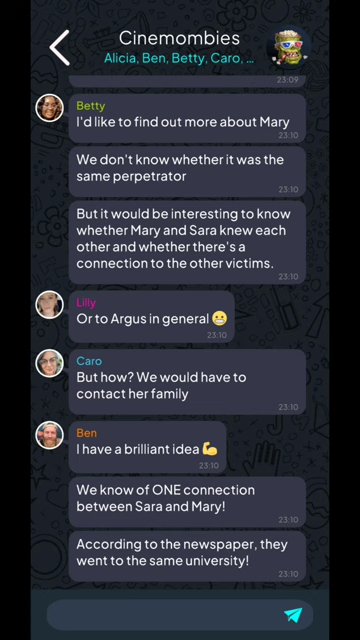 Cinemombies
Alicia, Ben, Betty, Caro, ...
23:09
Betty
I'd like to find out more about Mary
23:10
We don't know whether it was the
same perpetrator
23:10
But it would be interesting to know
whether Mary and Sara knew each
other and whether there's a
connection to the other victims.
23:10
Lilly
Or to Argus in general 😬
23:10
Caro
But how? We would have to
contact her family
23:10
Ben
I have a brilliant idea 💪
23:10
We know of ONE connection
between Sara and Mary!
23:10
According to the newspaper, they
went to the same university!
23:10